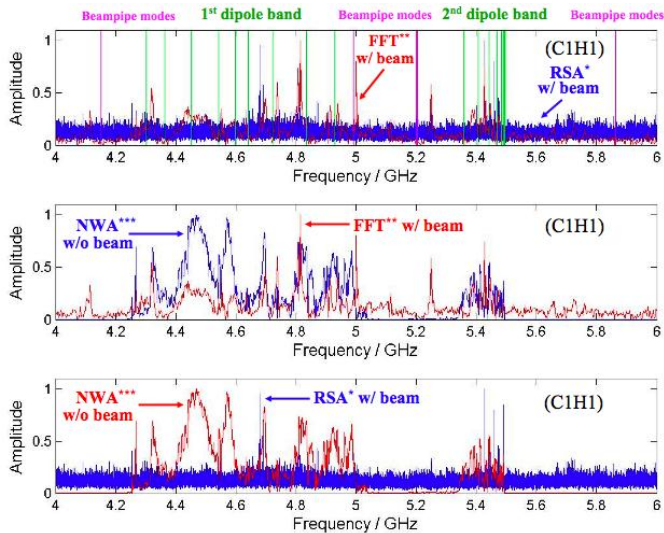 Beampipe modes 1st dipole band Beampipe modes 2nd dipole band Beampipe modes
FFT** w/ beam
RSA* w/ beam
(C1H1)
Amplitude
1
0.5
0
4 4.2 4.4 4.6 4.8 5 5.2 5.4 5.6 5.8 6
Frequency / GHz
NWA*** w/o beam
FFT** w/ beam
(C1H1)
Amplitude
1
0.5
0
4 4.2 4.4 4.6 4.8 5 5.2 5.4 5.6 5.8 6
Frequency / GHz
NWA*** w/o beam
RSA* w/ beam
(C1H1)
Amplitude
1
0.5
0
4 4.2 4.4 4.6 4.8 5 5.2 5.4 5.6 5.8 6
Frequency / GHz